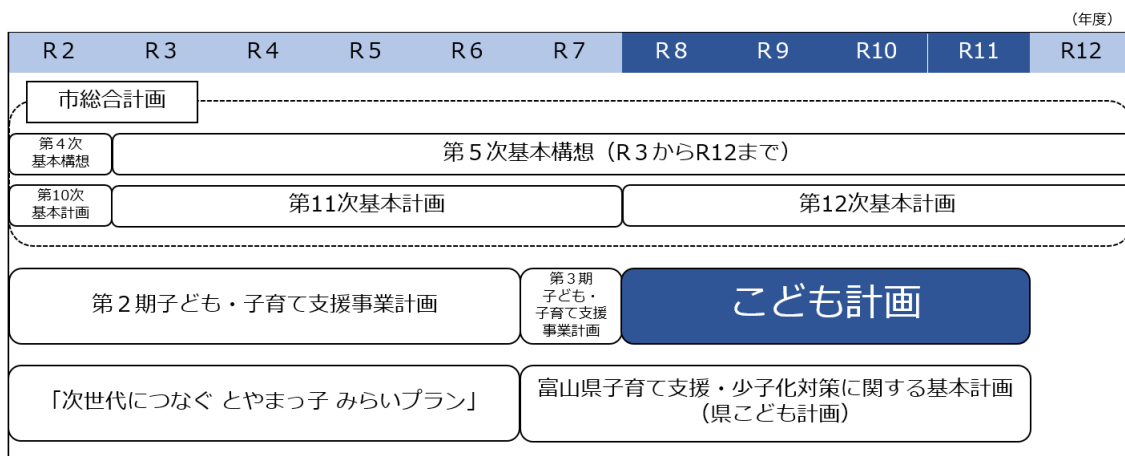 （年度）
R２ R３ R４ R５ R６ R７ R８ R９ R10 R11 R12
市総合計画
第４次
基本構想
第５次基本構想（R３からR12まで）
第10次
基本計画
第11次基本計画
第12次基本計画
第２期子ども・子育て支援事業計画
第３期
子ども・
子育て支援
事業計画
こども計画
「次世代につなぐ とやまっ子 みらいプラン」
富山県子育て支援・少子化対策に関する基本計画
（県こども計画）